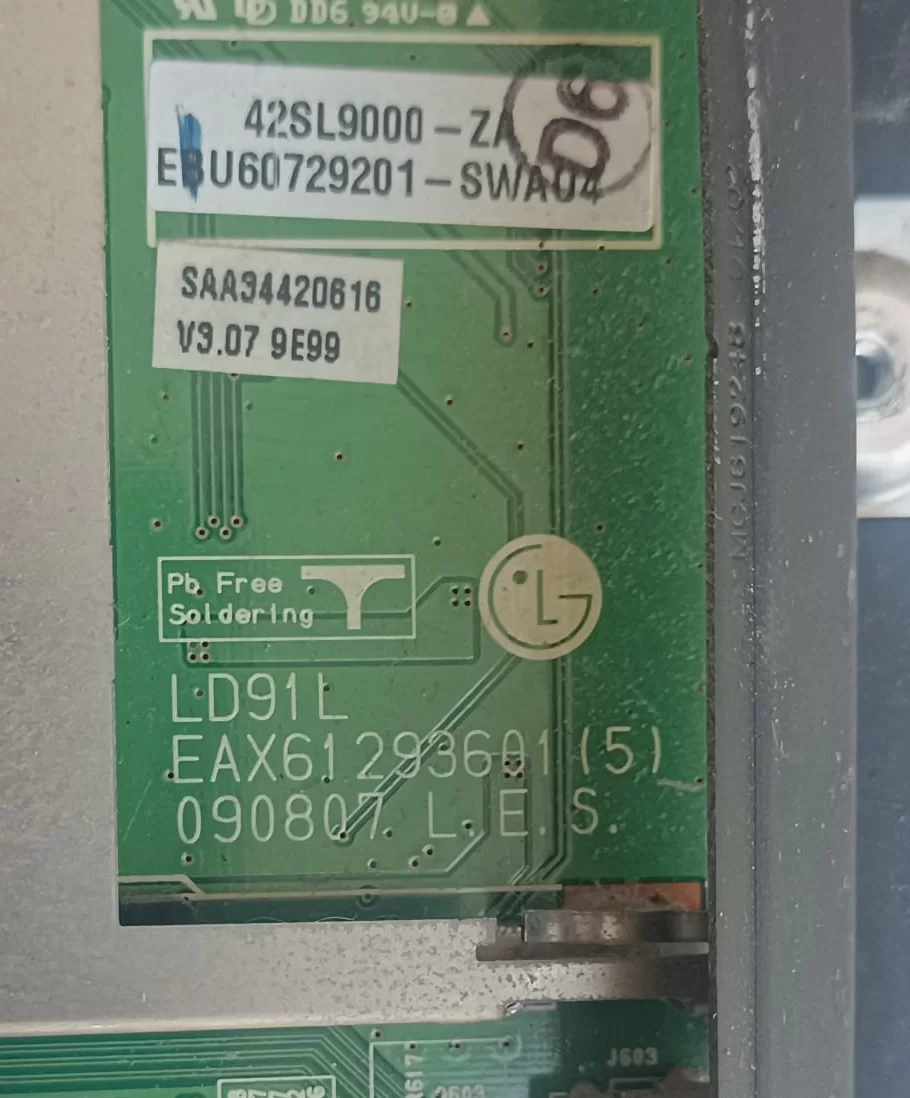 DD6 94V-0
42SL9000-ZA
D6
EBU60729201-SWA04
SAA34420616
V3.07 9E99
Pb Free
Soldering
LG
LD91L
EAX61293601(5)
090807 L.E.S.
J603